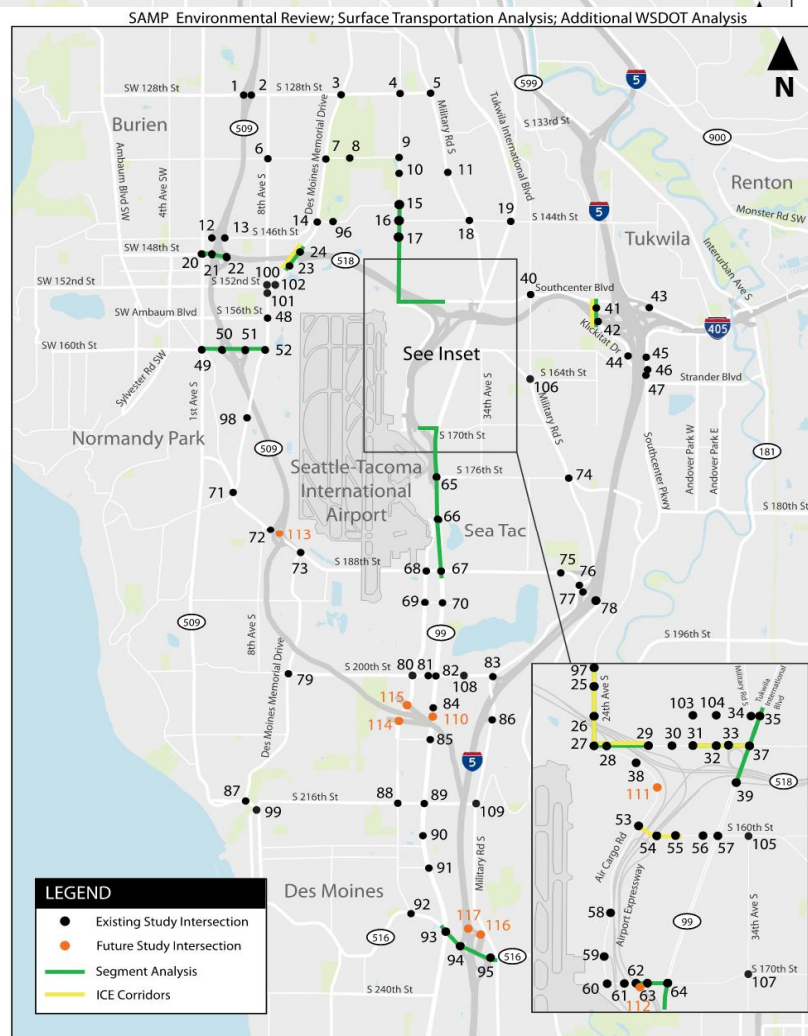 SAMP Environmental Review; Surface Transportation Analysis; Additional WSDOT Analysis
N
SW 128th St
1
2
S 128th St
3
4
5
599
5
Burien
509
Des Moines Memorial Drive
Military Rd S
Tukwila International Blvd
S 133rd St
900
Ambaum Blvd SW
4th Ave SW
6
8th Ave S
7
8
9
10
11
Renton
Monster Rd SW
15
12
13
S 146th St
14
96
16
17
18
19
S 144th St
5
Tukwila
Interurban Ave S
SW 148th St
20
21
22
24
23
518
SW 152nd St
100
S 152nd St
102
101
40
Southcenter Blvd
41
43
SW Ambaum Blvd
S 156th St
48
42
Klickitat Dr
405
SW 160th St
49
50
51
52
See Inset
44
45
46
47
Strander Blvd
Sylvester Rd SW
1st Ave S
34th Ave S
S 164th St
106
Military Rd S
98
Normandy Park
509
S 170th St
Southcenter Pkwy
Andover Park W
Andover Park E
181
Seattle-Tacoma
International
Airport
S 176th St
65
74
71
66
Sea Tac
S 180th St
72
113
73
S 188th St
68
67
75
76
77
78
69
70
509
8th Ave S
99
S 196th St
79
S 200th St
80
81
82
108
83
Des Moines Memorial Drive
115
84
114
110
86
85
5
87
99
S 216th St
88
89
109
90
91
Military Rd S
Des Moines
92
516
93
94
117
116
95
516
S 240th St
97
25
24th Ave S
26
27
28
29
30
31
32
33
103
104
34
35
Military Rd S
Tukwila
International
Blvd
37
38
111
39
518
53
54
55
56
57
S 160th St
105
Air Cargo Rd
Airport Expressway
58
59
99
34th Ave S
60
61
62
63
64
112
S 170th St
107
LEGEND
Existing Study Intersection
Future Study Intersection
Segment Analysis
ICE Corridors